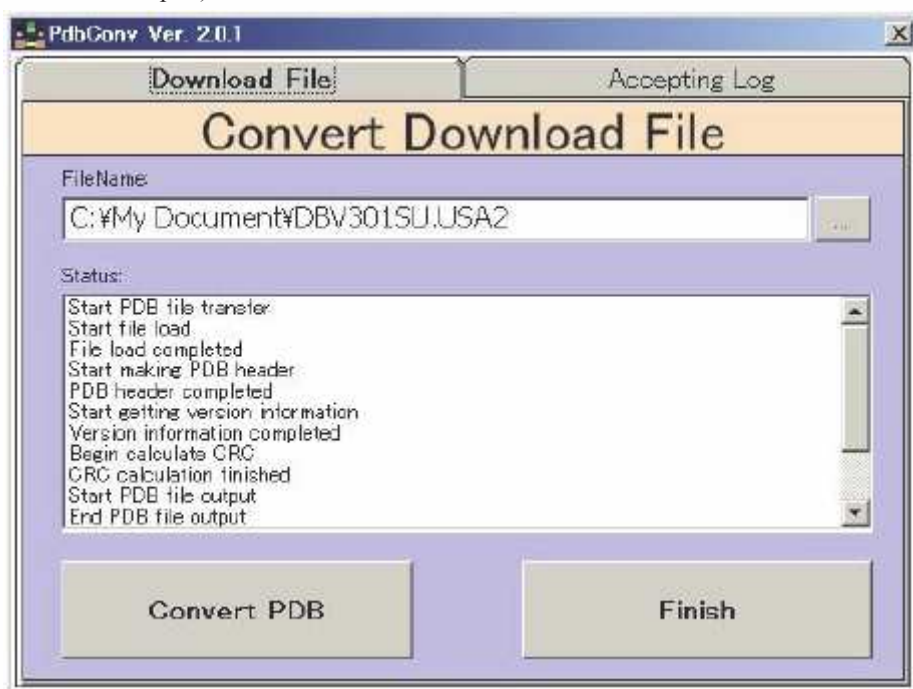 PdbConv Ver. 2.0.1
Download File
Accepting Log
Convert Download File
FileName:
C:¥My Document¥DBV301SU.USA2
...
Status:
Start PDB file transfer
Start file load
File load completed
Start making PDB header
PDB header completed
Start getting version information
Version information completed
Begin calculate CRC
CRC calculation finished
Start PDB file output
End PDB file output
Convert PDB
Finish